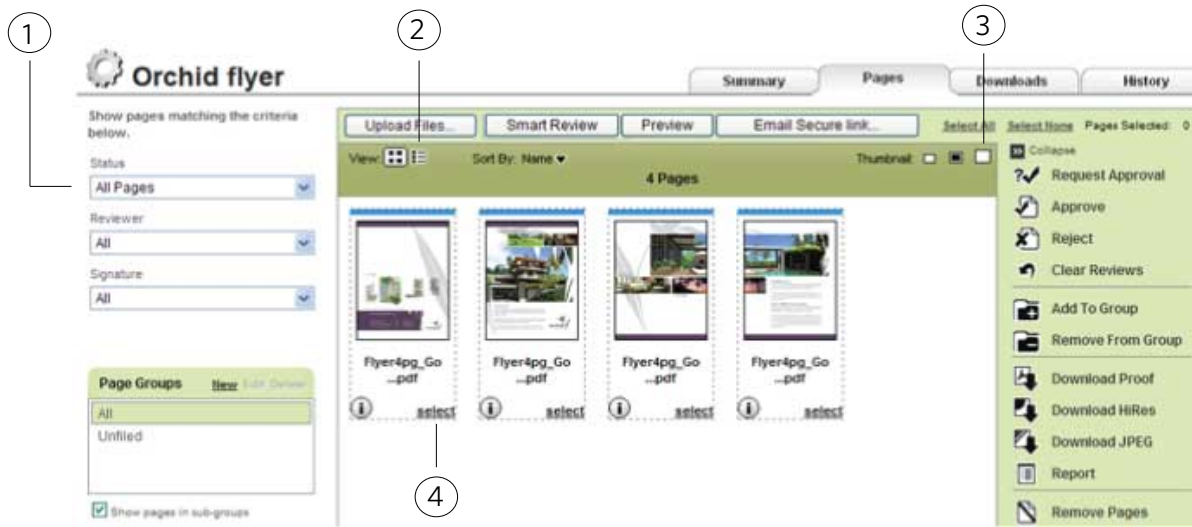 1
2
3
Orchid flyer
Summary
Pages
Downloads
History
Show pages matching the criteria
below.
Status
All Pages
Reviewer
All
Signature
All
Page Groups New Edit Delete
All
Unfiled
Show pages in sub-groups
Upload Files... Smart Review Preview Email Secure link... Select All Select None Pages Selected: 0
View: Sort By: Name Thumbnail:
4 Pages
Flyer4pg_Go
...pdf
i select
Flyer4pg_Go
...pdf
i select
Flyer4pg_Go
...pdf
i select
Flyer4pg_Go
...pdf
i select
4
Collapse
Request Approval
Approve
Reject
Clear Reviews
Add To Group
Remove From Group
Download Proof
Download HiRes
Download JPEG
Report
Remove Pages